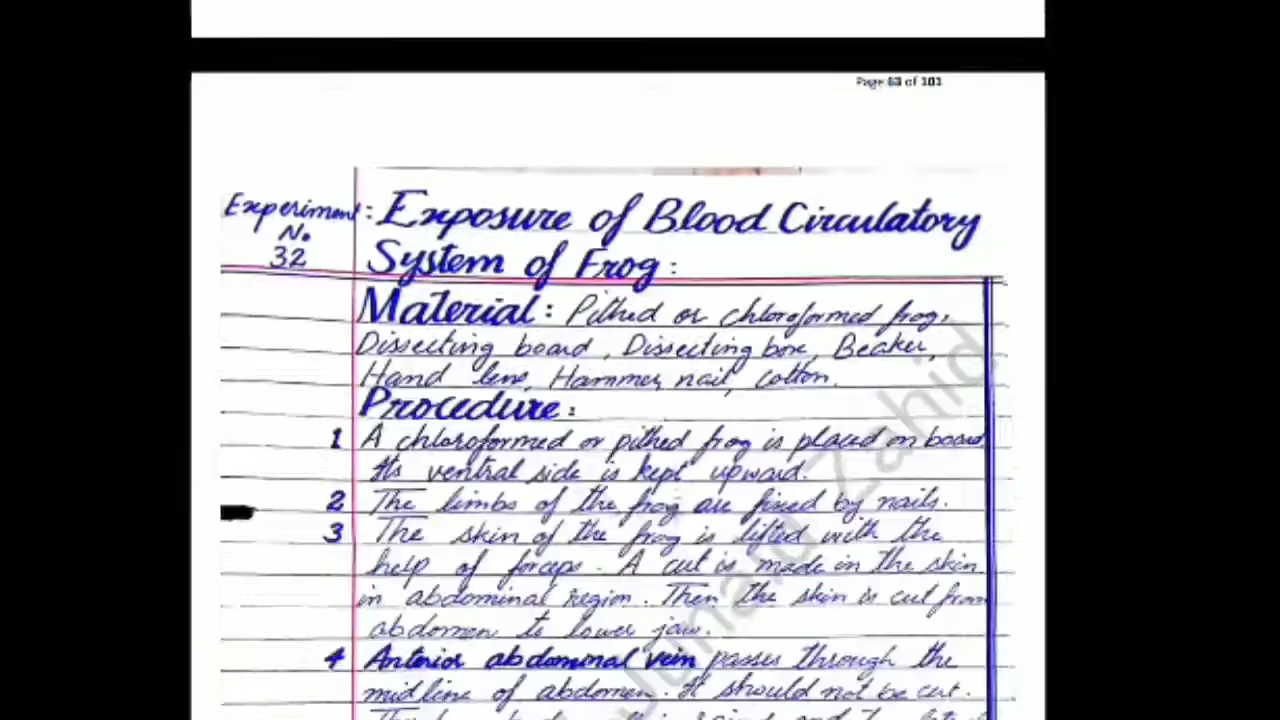 Page 63 of 101
Experiment No. 32
: Exposure of Blood Circulatory
System of Frog:
Material: Pithed or chloroformed frog,
Dissecting board, Dissecting box, Beaker,
Hand lens, Hammer, nail, cotton.
Procedure:
1 A chloroformed or pithed frog is placed on board
Its ventral side is kept upward.
2 The limbs of the frog are fixed by nails.
3 The skin of the frog is lifted with the
help of forceps. A cut is made in the skin
in abdominal region. Then the skin is cut from
abdomen to lower jaw.
4 Anterior abdominal vein passes through the
midline of abdomen. It should not be cut.
Junaid Zahid